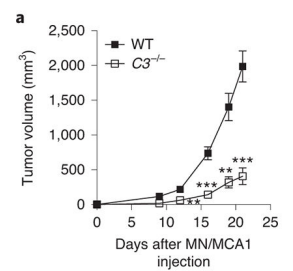 a
2,500
2,000
1,500
1,000
500
0
Tumor volume (mm³)
WT
C3⁻/⁻
**
***
**
***
0 5 10 15 20 25
Days after MN/MCA1
injection